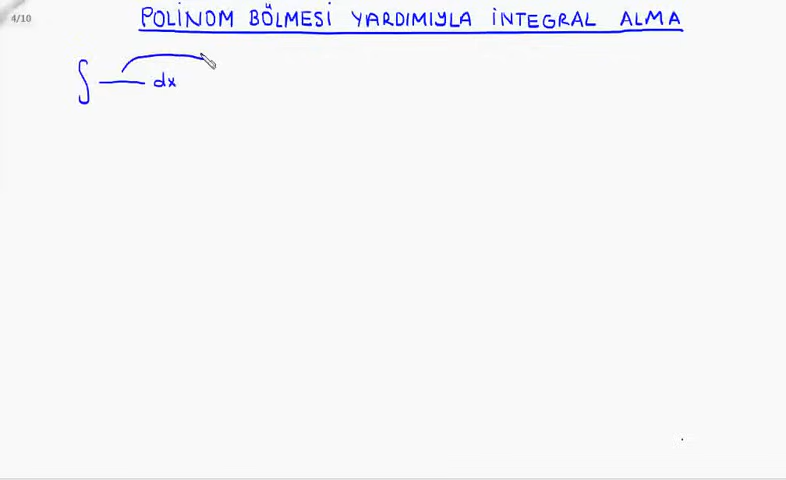 4/10
POLİNOM BÖLMESİ YARDIMIYLA İNTEGRAL ALMA
∫ — dx